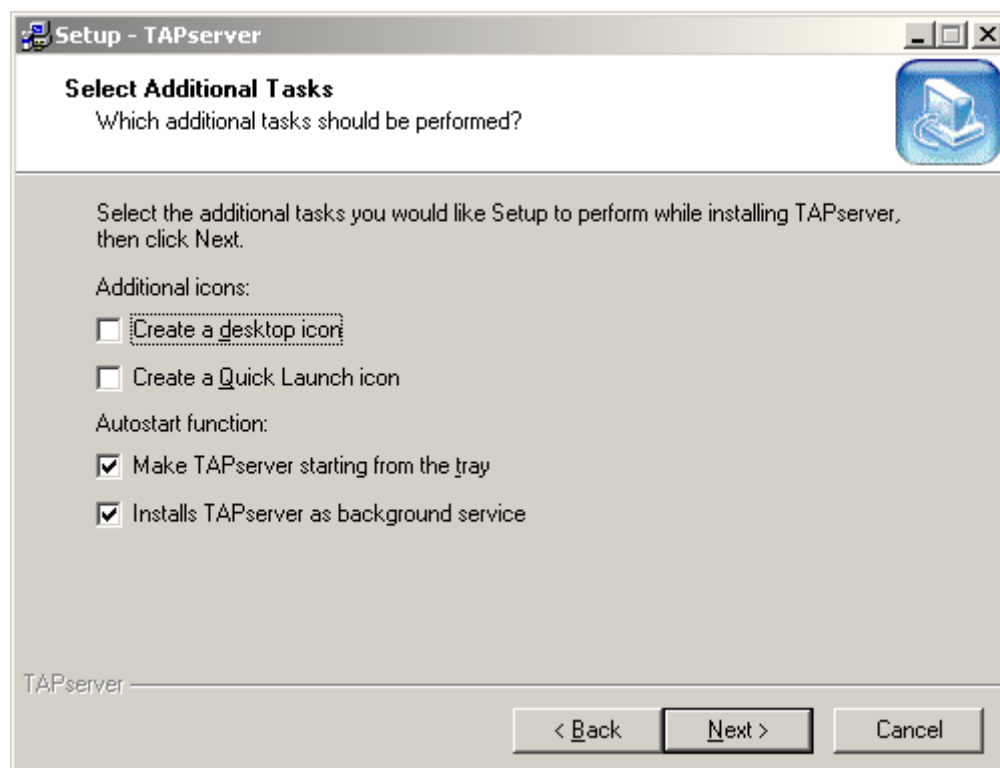 Setup - TAPserver
Select Additional Tasks
Which additional tasks should be performed?
Select the additional tasks you would like Setup to perform while installing TAPserver,
then click Next.
Additional icons:
Create a desktop icon
Create a Quick Launch icon
Autostart function:
Make TAPserver starting from the tray
Installs TAPserver as background service
TAPserver
< Back
Next >
Cancel